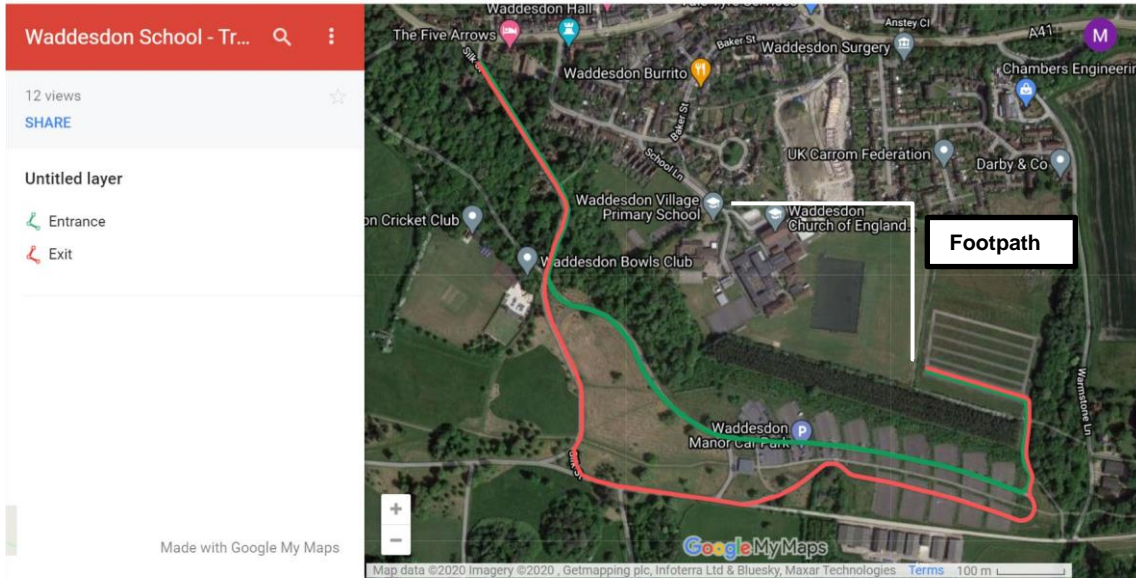 Waddesdon School - Tr...
12 views
SHARE
Untitled layer
Entrance
Exit
Made with Google My Maps
Waddesdon Hall
The Five Arrows
Silk St
Anstey Cl
A41
M
Baker St
Waddesdon Surgery
Waddesdon Burrito
Chambers Engineerin
Baker St
School Ln
UK Carrom Federation
Darby & Co
Waddesdon Village
Primary School
Waddesdon
Church of England...
on Cricket Club
Footpath
Waddesdon Bowls Club
Warmstone Ln
Waddesdon
Manor Car Park
P
Silk St
+
−
Google My Maps
Map data ©2020 Imagery ©2020 , Getmapping plc, Infoterra Ltd & Bluesky, Maxar Technologies
Terms
100 m